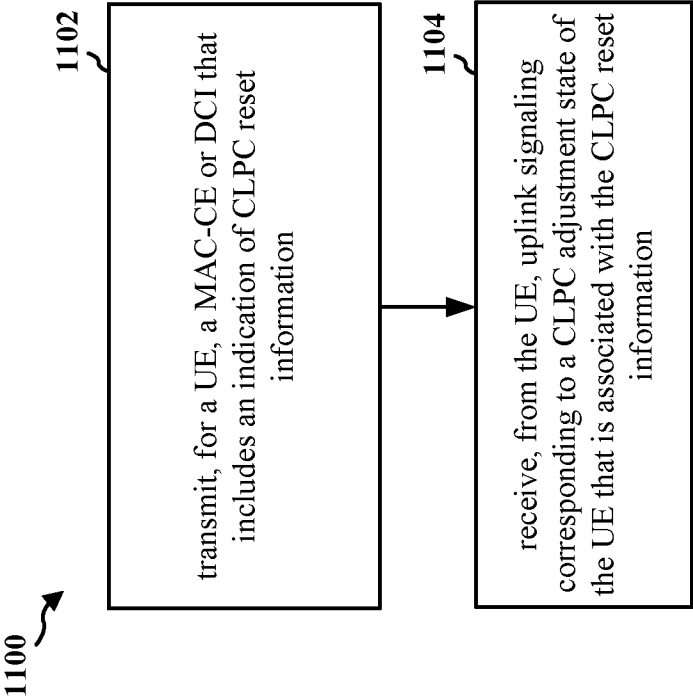 1100
1102
transmit, for a UE, a MAC-CE or DCI that
includes an indication of CLPC reset
information
1104
receive, from the UE, uplink signaling
corresponding to a CLPC adjustment state of
the UE that is associated with the CLPC reset
information